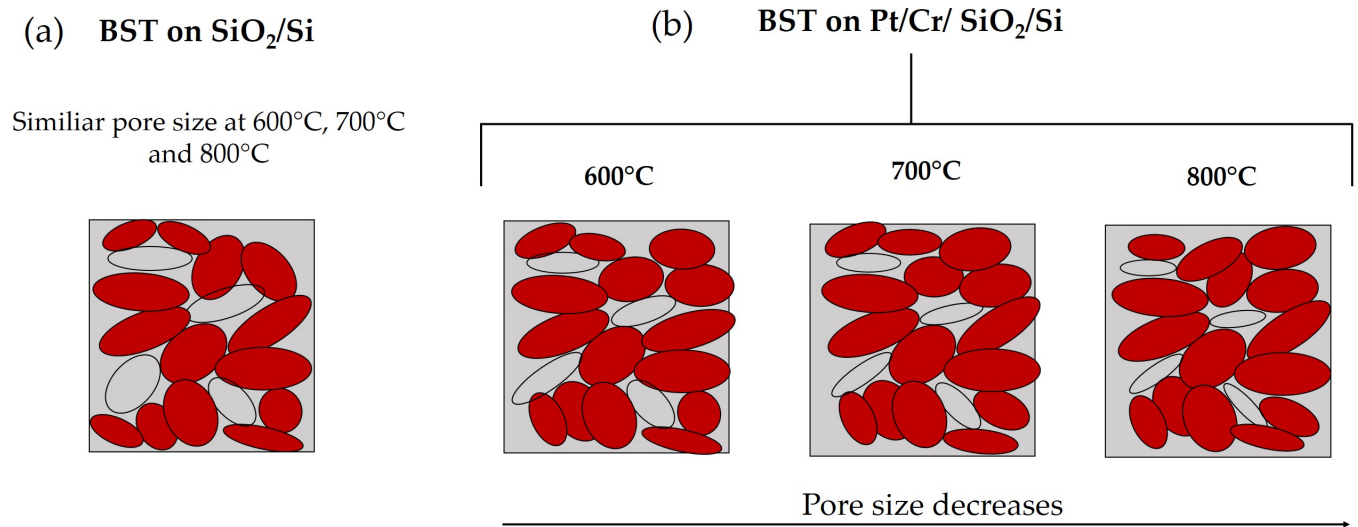 (a) BST on SiO₂/Si
Similiar pore size at 600°C, 700°C
and 800°C
(b) BST on Pt/Cr/ SiO₂/Si
600°C
700°C
800°C
Pore size decreases